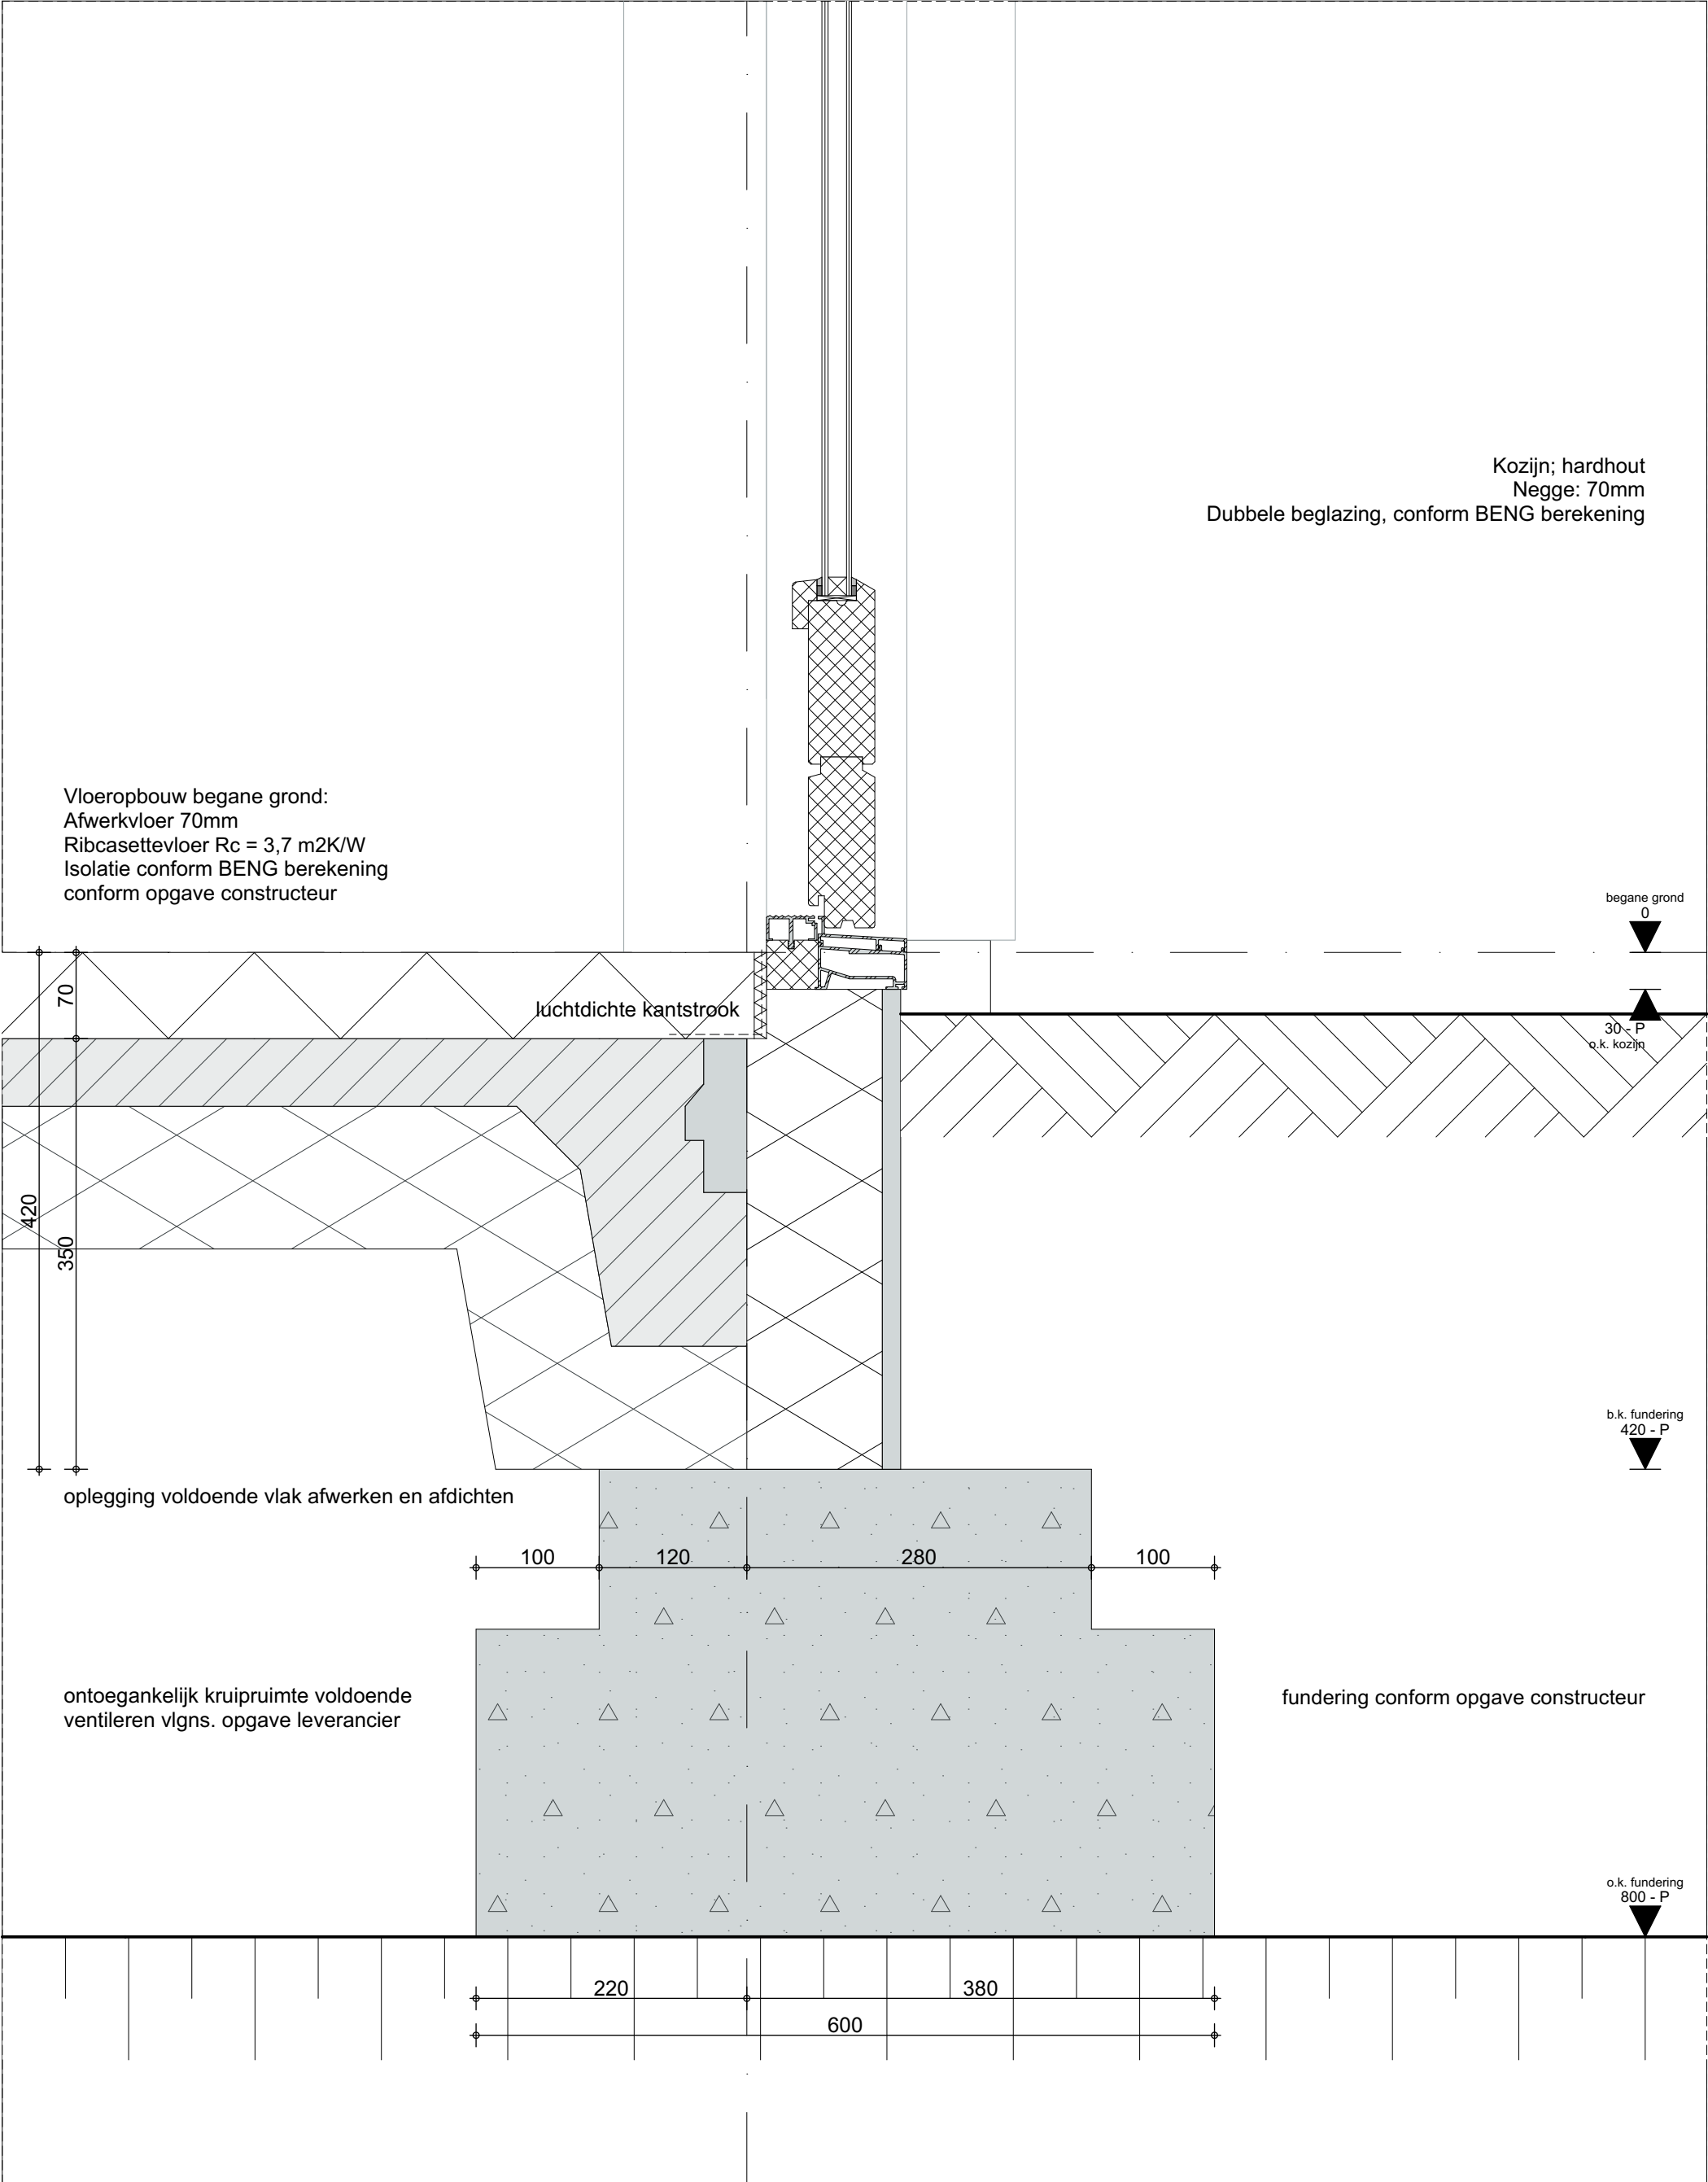 Kozijn; hardhout
Negge: 70mm
Dubbele beglazing, conform BENG berekening
Vloeropbouw begane grond:
Afwerkvloer 70mm
Ribcasettevloer Rc = 3,7 m2K/W
Isolatie conform BENG berekening
conform opgave constructeur
begane grond
0
70
luchtdichte kantstrook
30 - P
o.k. kozijn
420
350
b.k. fundering
420 - P
oplegging voldoende vlak afwerken en afdichten
100
120
280
100
ontoegankelijk kruipruimte voldoende
ventileren vlgns. opgave leverancier
fundering conform opgave constructeur
o.k. fundering
800 - P
220
380
600